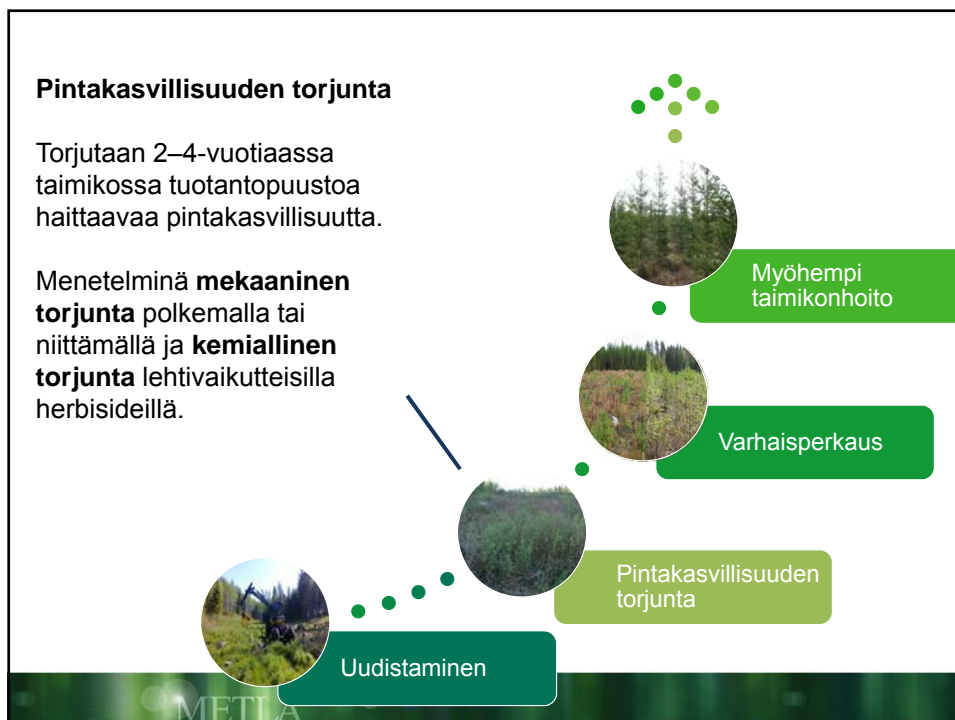 Pintakasvillisuuden torjunta
Torjutaan 2–4-vuotiaassa
taimikossa tuotantopuustoa
haittaavaa pintakasvillisuutta.
Menetelminä mekaaninen
torjunta polkemalla tai
niittämällä ja kemiallinen
torjunta lehtivaikutteisilla
herbisideillä.
Myöhempi
taimikonhoito
Varhaisperkaus
Pintakasvillisuuden
torjunta
Uudistaminen
METLA